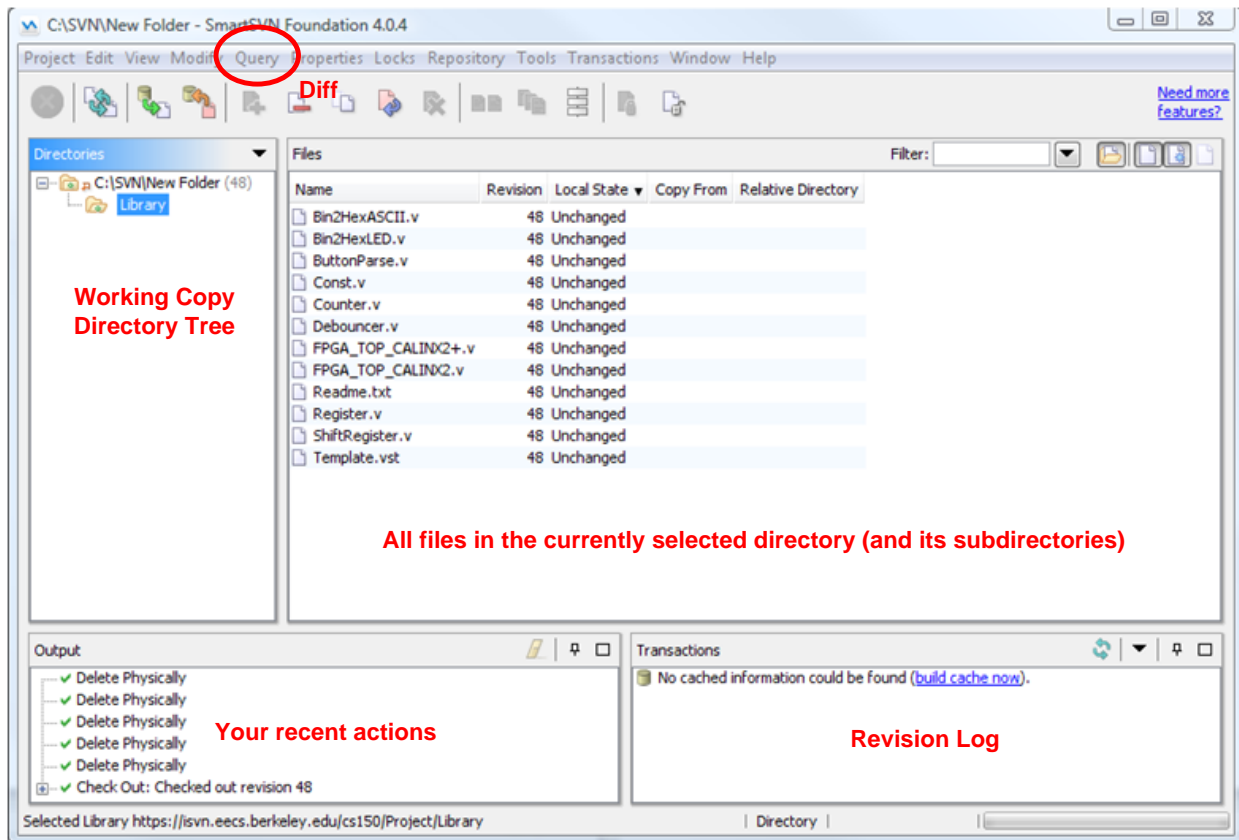 C:\SVN\New Folder - SmartSVN Foundation 4.0.4
Project Edit View Modify Query Properties Locks Repository Tools Transactions Window Help
Diff
Need more
features?
Directories
C:\SVN\New Folder (48)
Library
Working Copy
Directory Tree
Files
Filter:
Name Revision Local State Copy From Relative Directory
Bin2HexASCII.v 48 Unchanged
Bin2HexLED.v 48 Unchanged
ButtonParse.v 48 Unchanged
Const.v 48 Unchanged
Counter.v 48 Unchanged
Debouncer.v 48 Unchanged
FPGA_TOP_CALINX2+.v 48 Unchanged
FPGA_TOP_CALINX2.v 48 Unchanged
Readme.txt 48 Unchanged
Register.v 48 Unchanged
ShiftRegister.v 48 Unchanged
Template.vst 48 Unchanged
All files in the currently selected directory (and its subdirectories)
Output
Delete Physically
Delete Physically
Delete Physically
Delete Physically
Delete Physically
Check Out: Checked out revision 48
Your recent actions
Transactions
No cached information could be found (build cache now).
Revision Log
Selected Library https://isvn.eecs.berkeley.edu/cs150/Project/Library
Directory